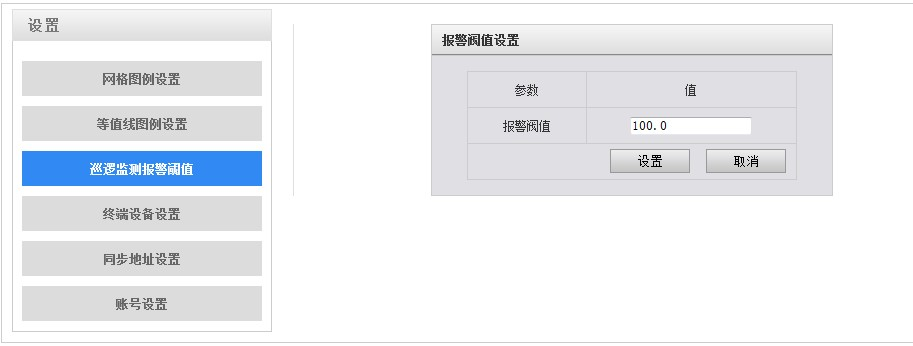 设置
网格图例设置
等值线图例设置
巡逻监测报警阈值
终端设备设置
同步地址设置
账号设置
报警阀值设置
参数 值
报警阀值 100.0
设置 取消